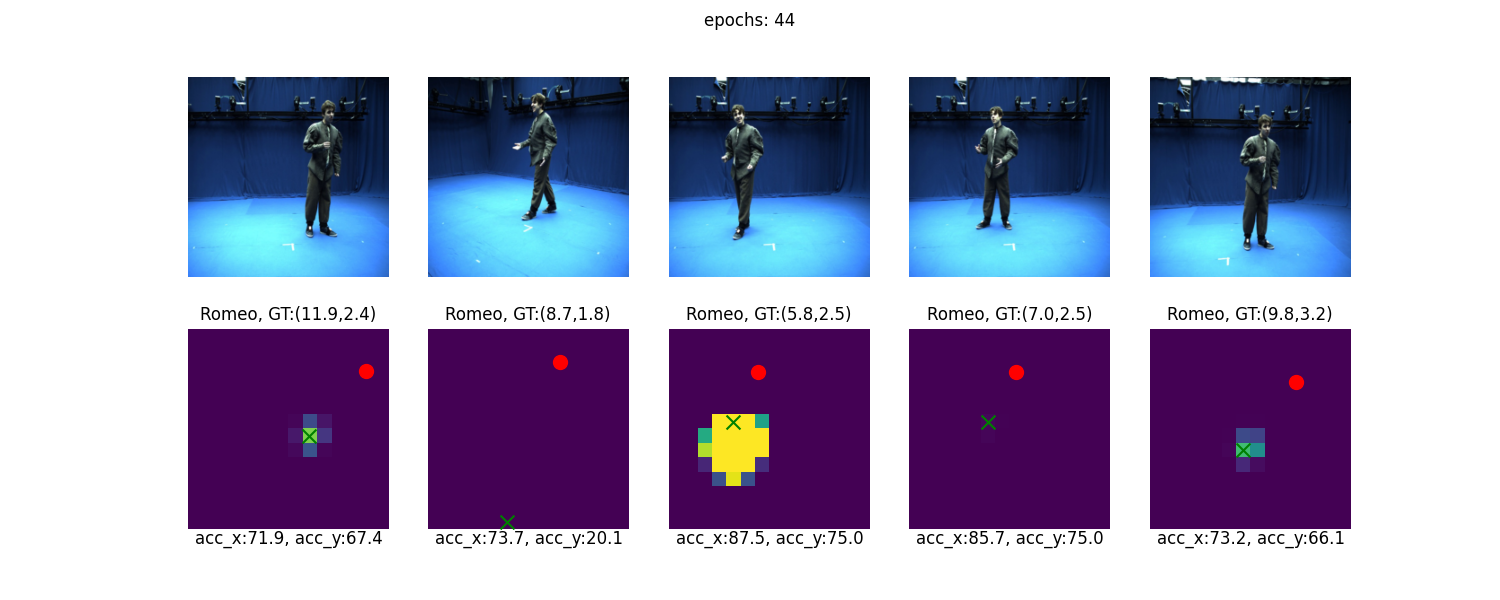 epochs: 44
Romeo, GT:(11.9,2.4)
Romeo, GT:(8.7,1.8)
Romeo, GT:(5.8,2.5)
Romeo, GT:(7.0,2.5)
Romeo, GT:(9.8,3.2)
acc_x:71.9, acc_y:67.4
acc_x:73.7, acc_y:20.1
acc_x:87.5, acc_y:75.0
acc_x:85.7, acc_y:75.0
acc_x:73.2, acc_y:66.1